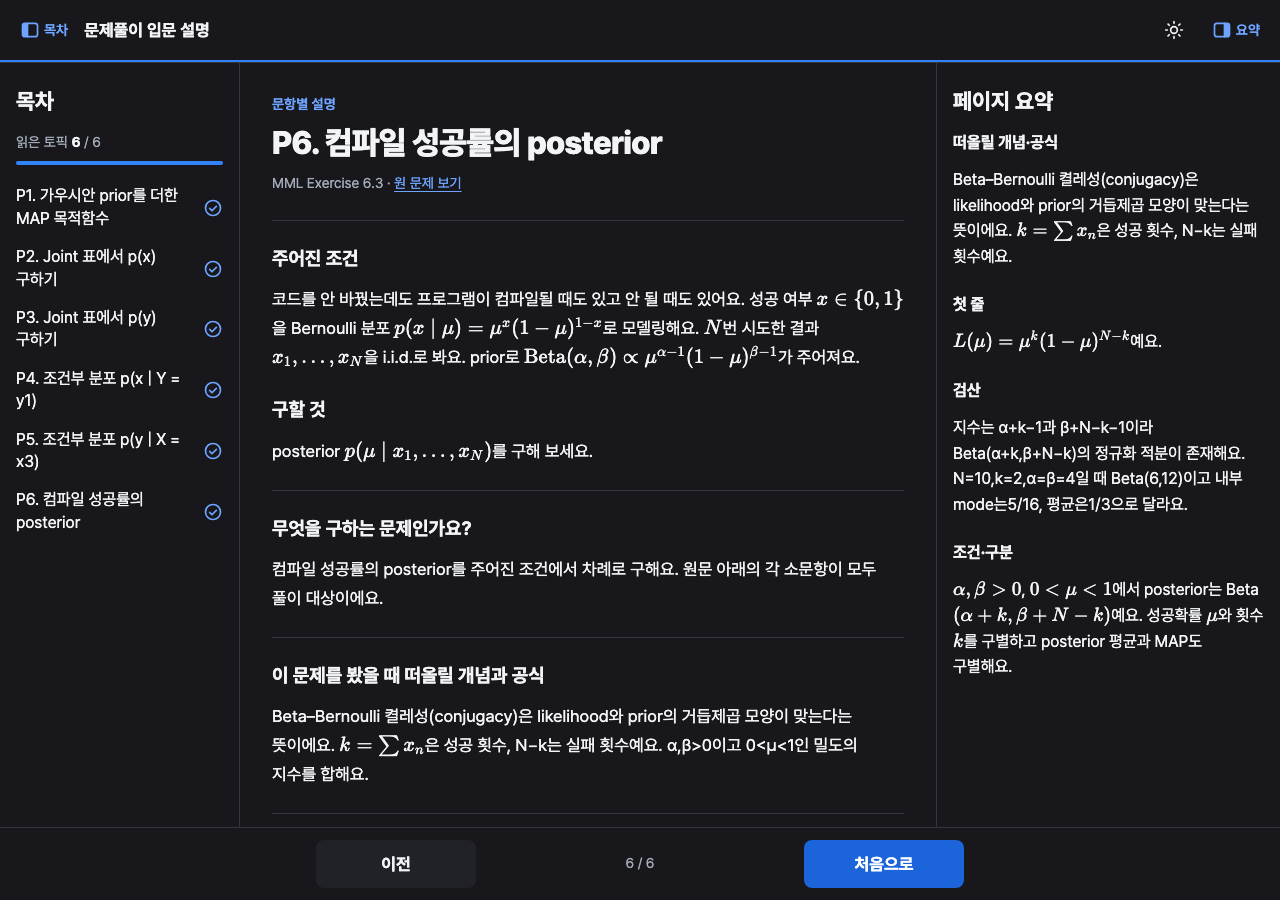 목차
문제풀이 입문 설명
요약
목차
읽은 토픽 6 / 6
P1. 가우시안 prior를 더한
MAP 목적함수
P2. Joint 표에서 p(x)
구하기
P3. Joint 표에서 p(y)
구하기
P4. 조건부 분포 p(x | Y =
y1)
P5. 조건부 분포 p(y | X =
x3)
P6. 컴파일 성공률의
posterior
문항별 설명
P6. 컴파일 성공률의 posterior
MML Exercise 6.3 · 원 문제 보기
주어진 조건
코드를 안 바꿨는데도 프로그램이 컴파일될 때도 있고 안 될 때도 있어요. 성공 여부 x ∈ {0, 1}
을 Bernoulli 분포 p(x | μ) = μ^x(1 − μ)^{1−x}로 모델링해요. N번 시도한 결과
x_1, . . . , x_N을 i.i.d.로 봐요. prior로 Beta(α, β) ∝ μ^{α−1}(1 − μ)^{β−1}가 주어져요.
구할 것
posterior p(μ | x_1, . . . , x_N)를 구해 보세요.
무엇을 구하는 문제인가요?
컴파일 성공률의 posterior를 주어진 조건에서 차례로 구해요. 원문 아래의 각 소문항이 모두
풀이 대상이에요.
이 문제를 봤을 때 떠올릴 개념과 공식
Beta–Bernoulli 켤레성(conjugacy)은 likelihood와 prior의 거듭제곱 모양이 맞는다는
뜻이에요. k = ∑ x_n은 성공 횟수, N−k는 실패 횟수예요. α,β>0이고 0<μ<1인 밀도의
지수를 합해요.
페이지 요약
떠올릴 개념·공식
Beta–Bernoulli 켤레성(conjugacy)은
likelihood와 prior의 거듭제곱 모양이 맞는다는
뜻이에요. k = ∑ x_n은 성공 횟수, N−k는 실패
횟수예요.
첫 줄
L(μ) = μ^k(1 − μ)^{N−k}예요.
검산
지수는 α+k−1과 β+N−k−1이라
Beta(α+k,β+N−k)의 정규화 적분이 존재해요.
N=10,k=2,α=β=4일 때 Beta(6,12)이고 내부
mode는5/16, 평균은1/3으로 달라요.
조건·구분
α, β > 0, 0 < μ < 1에서 posterior는 Beta
(α + k, β + N − k)예요. 성공확률 μ와 횟수
k를 구별하고 posterior 평균과 MAP도
구별해요.
이전
6 / 6
처음으로